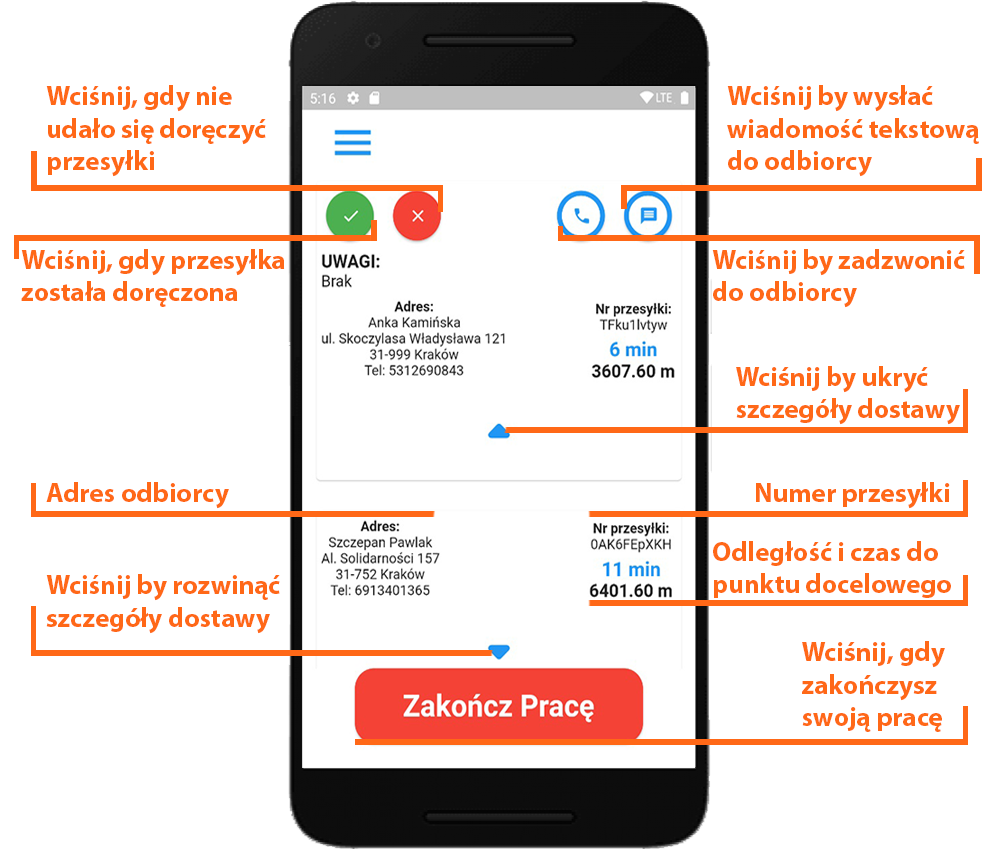 Wciśnij, gdy nie
udało się doręczyć
przesyłki
Wciśnij by wysłać
wiadomość tekstową
do odbiorcy
5:16
LTE
Wciśnij, gdy przesyłka
została doręczona
Wciśnij by zadzwonić
do odbiorcy
UWAGI:
Brak
Adres:
Anka Kamińska
ul. Skoczylasa Władysława 121
31-999 Kraków
Tel: 5312690843
Nr przesyłki:
TFku1lvtyw
6 min
3607.60 m
Wciśnij by ukryć
szczegóły dostawy
Adres odbiorcy
Numer przesyłki
Adres:
Szczepan Pawlak
Al. Solidarności 157
31-752 Kraków
Tel: 6913401365
Nr przesyłki:
0AK6FEpXKH
11 min
6401.60 m
Odległość i czas do
punktu docelowego
Wciśnij by rozwinąć
szczegóły dostawy
Zakończ Pracę
Wciśnij, gdy
zakończysz
swoją pracę